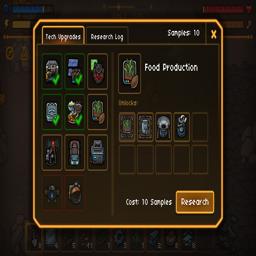 Tech Upgrades
Research Log
Samples: 10
X
Food Production
Unlocks:
Cost: 10 Samples
Research